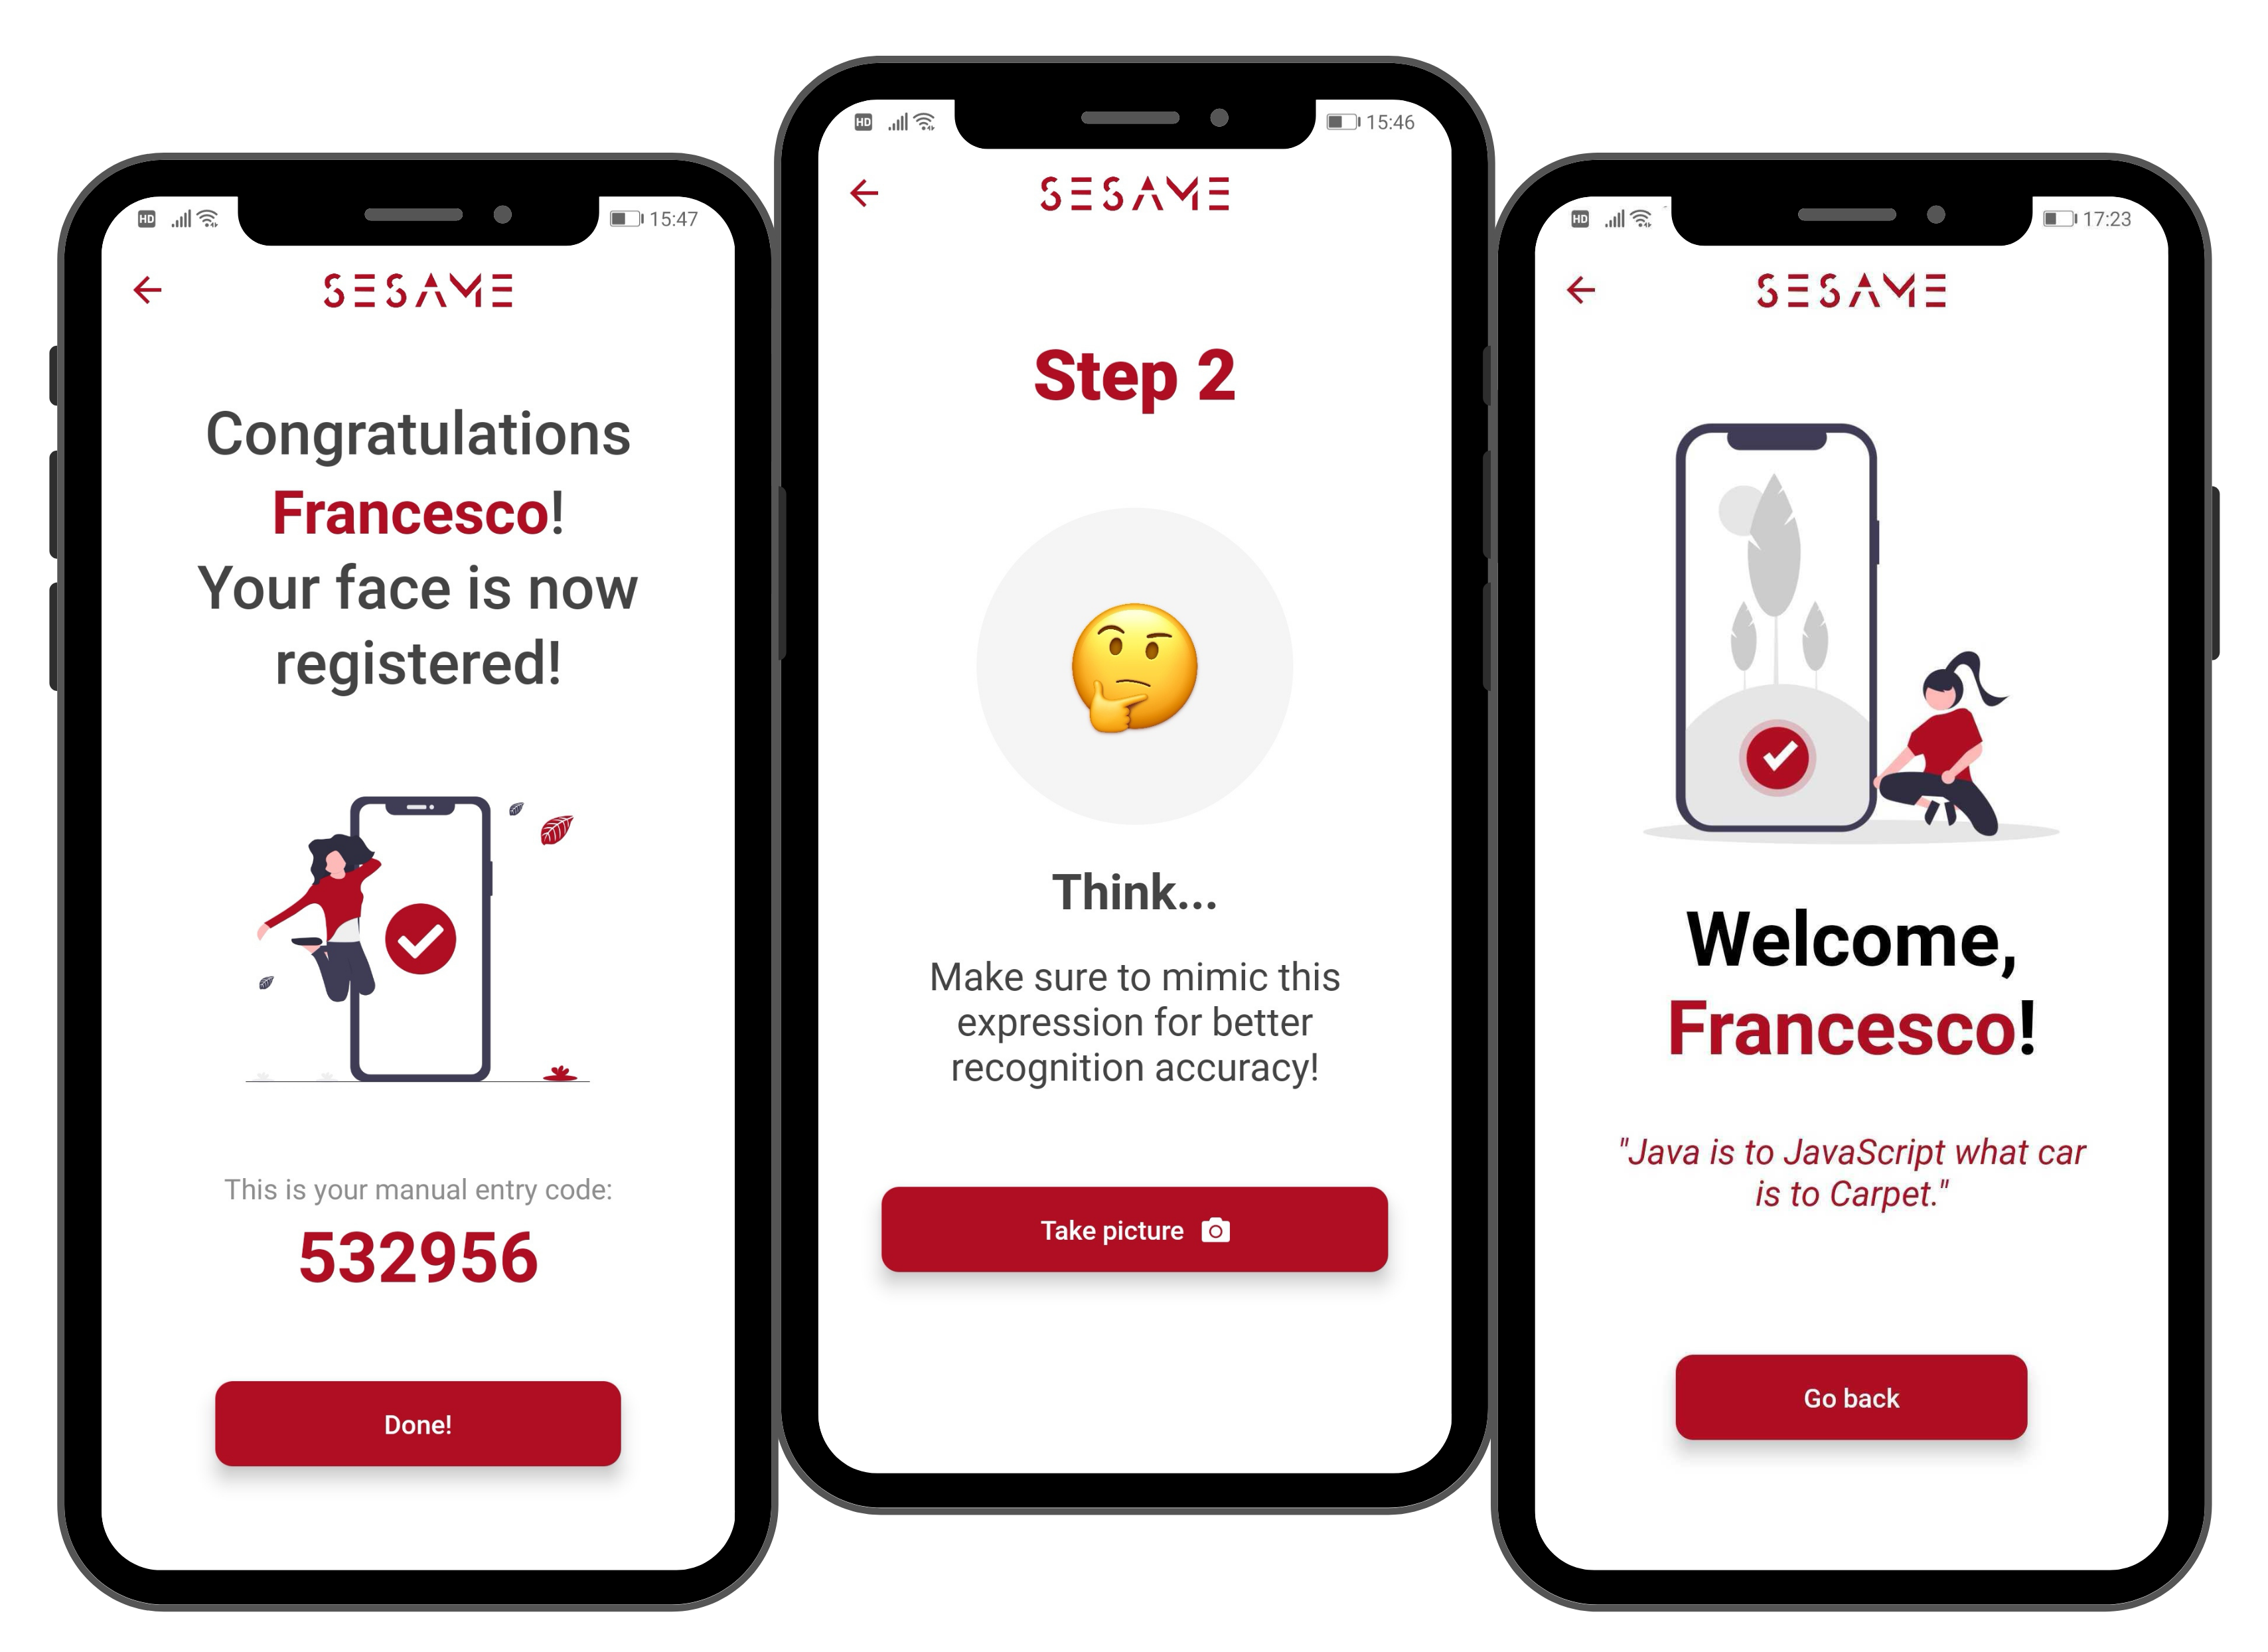 HD
15:47
SESAME
Congratulations
Francesco!
Your face is now
registered!
This is your manual entry code:
532956
Done!
HD
15:46
SESAME
Step 2
Think...
Make sure to mimic this
expression for better
recognition accuracy!
Take picture
HD
17:23
SESAME
Welcome,
Francesco!
"Java is to JavaScript what car
is to Carpet."
Go back